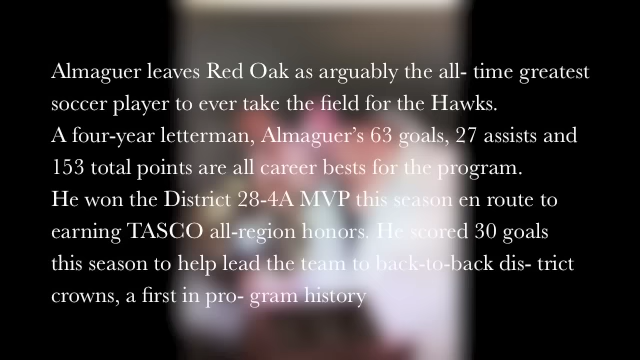 Almaguer leaves Red Oak as arguably the all- time greatest
soccer player to ever take the field for the Hawks.
A four-year letterman, Almaguer’s 63 goals, 27 assists and
153 total points are all career bests for the program.
He won the District 28-4A MVP this season en route to
earning TASCO all-region honors. He scored 30 goals
this season to help lead the team to back-to-back dis- trict
crowns, a first in pro- gram history